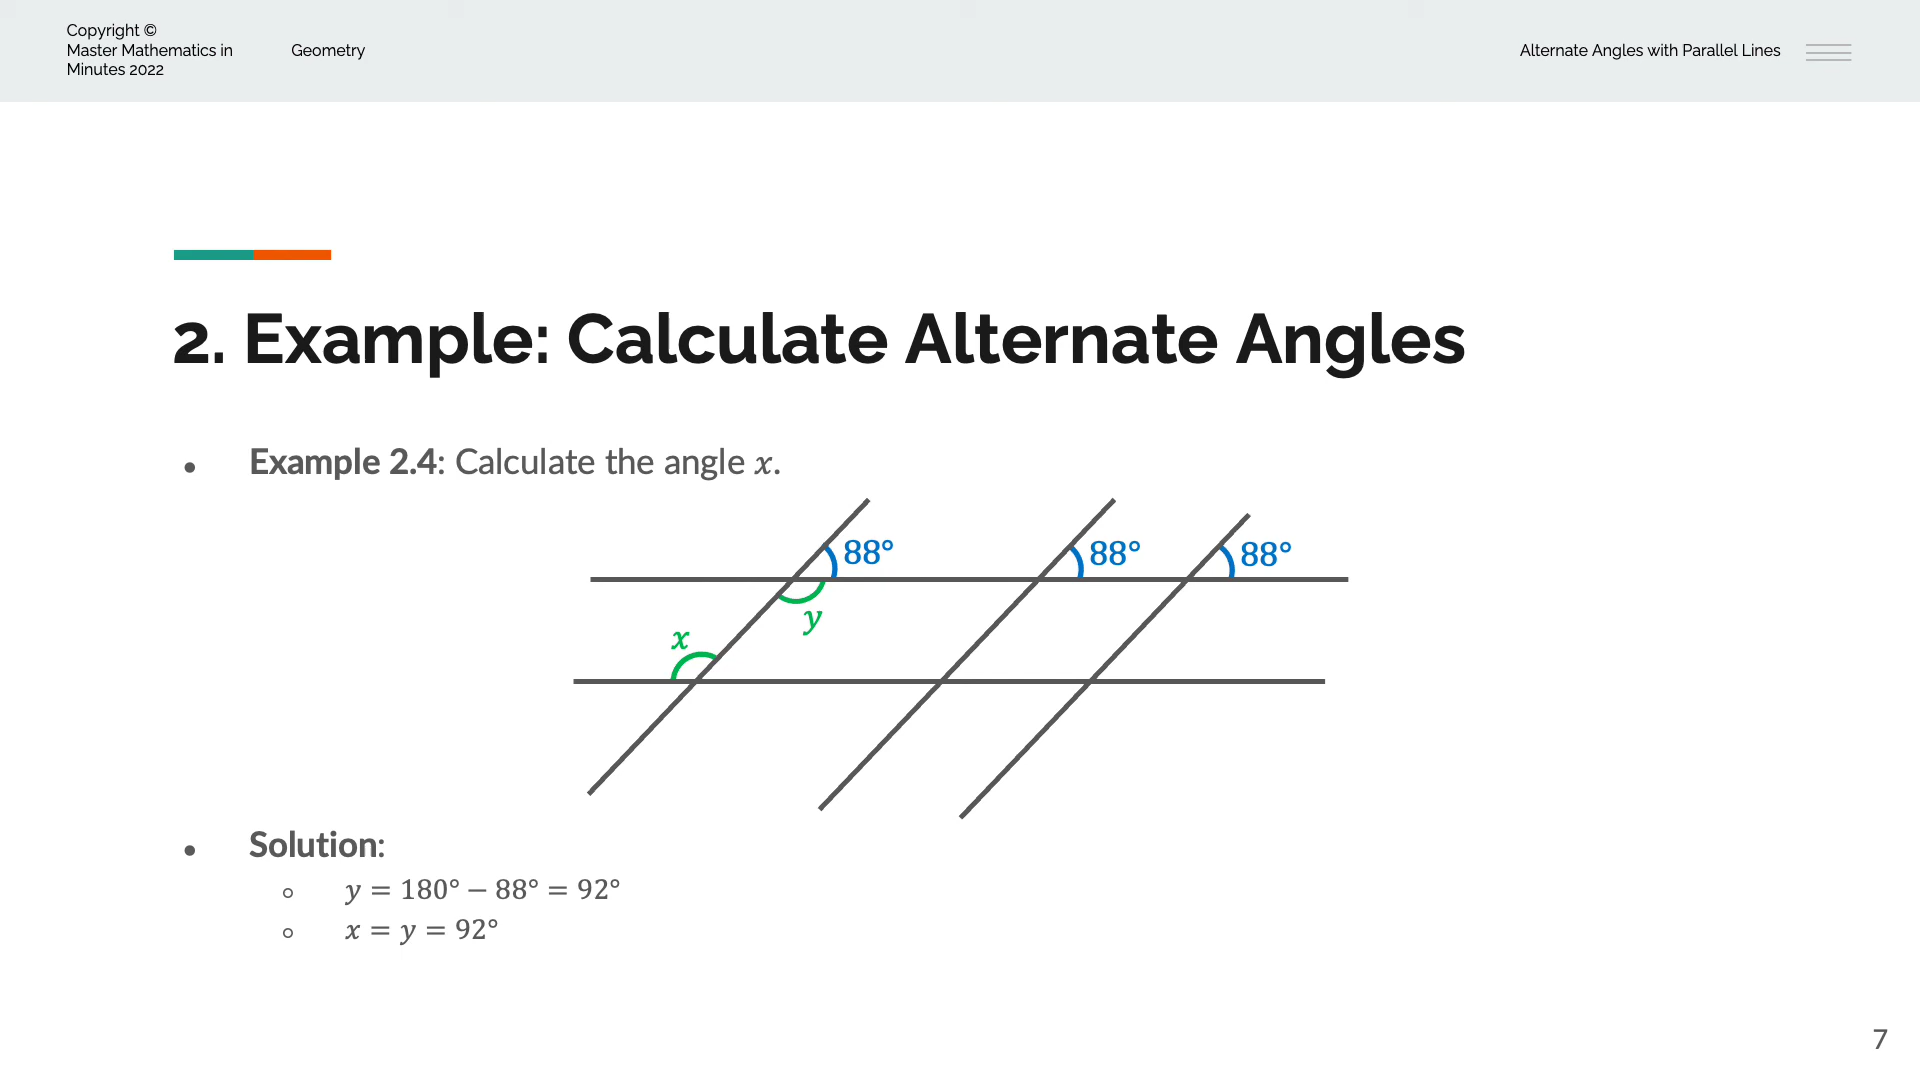 Copyright ©
Master Mathematics in
Minutes 2022
Geometry
Alternate Angles with Parallel Lines
2. Example: Calculate Alternate Angles
● Example 2.4: Calculate the angle x.
88°
88°
88°
y
x
● Solution:
○ y = 180° − 88° = 92°
○ x = y = 92°
7